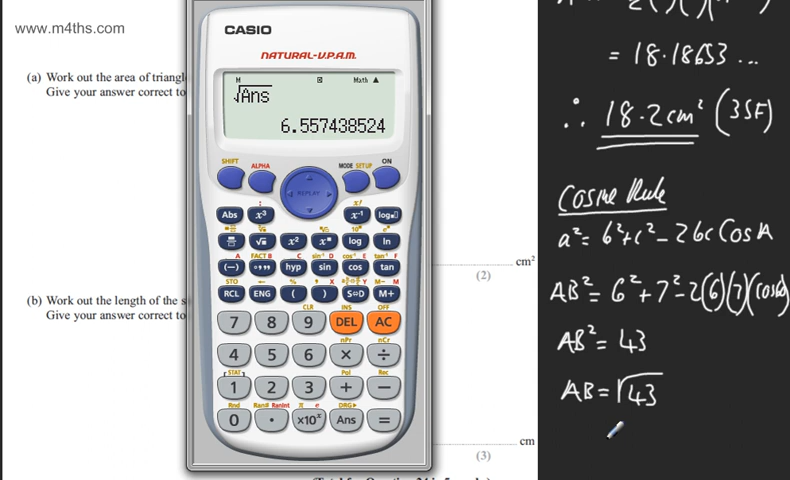 www.m4ths.com
(a) Work out the area of triangl
Give your answer correct to
cm²
(2)
(b) Work out the length of the s
Give your answer correct to
cm
(3)
CASIO
NATURAL-V.P.A.M.
M Math ▲
√Ans
6.557438524
SHIFT ALPHA REPLAY MODE SETUP ON
Abs x³ x⁻¹ log
√ x² log ln
(−) hyp sin cos tan
RCL ENG ( ) S⇔D M+
7 8 9 DEL AC
4 5 6 × ÷
1 2 3 + −
0 . ×10ˣ Ans =
= 18.18653 ...
∴ 18.2cm² (3SF)
Cosine Rule
a² = b² + c² − 2bc Cos A
AB² = 6² + 7² − 2(6)(7)(cos
AB² = 43
AB = √43